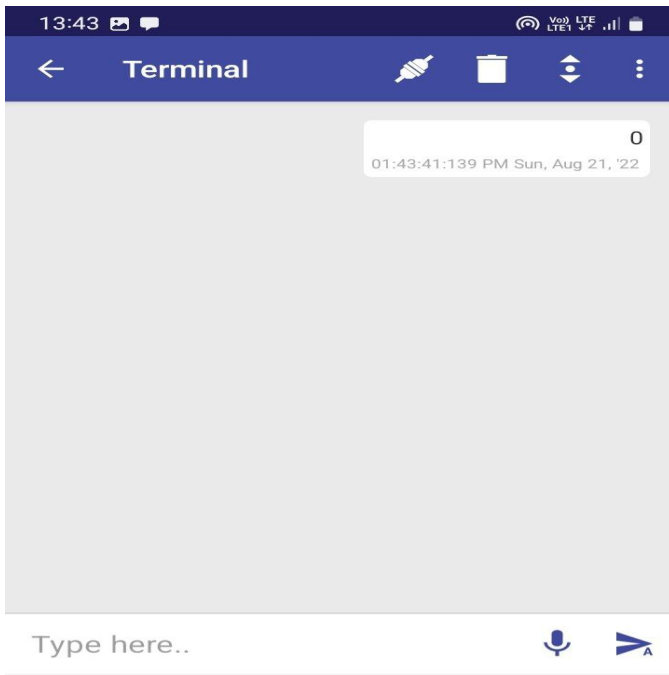 13:43
Vo) LTE
LTE1
Terminal
0
01:43:41:139 PM Sun, Aug 21, '22
Type here..
A